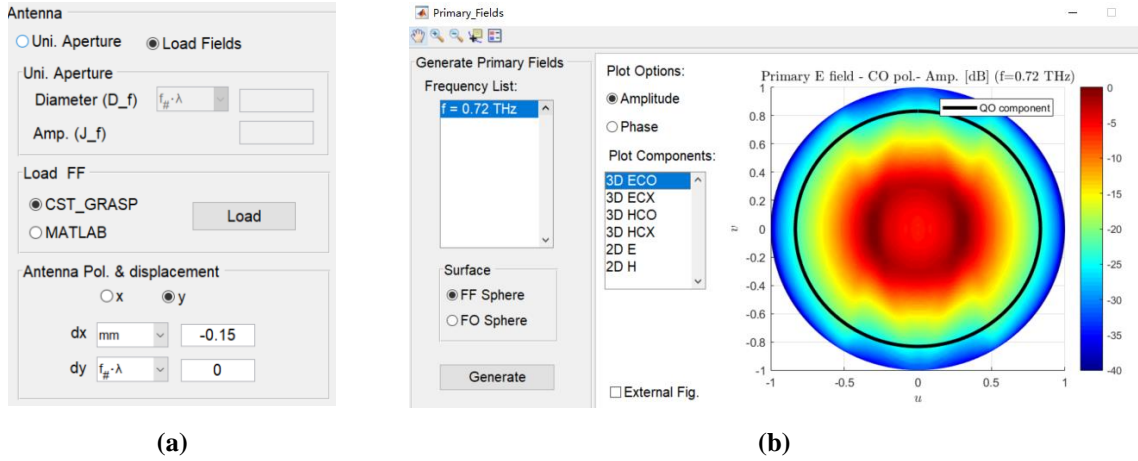 Antenna
Uni. Aperture Load Fields
Uni. Aperture
Diameter (D_f) f#·λ
Amp. (J_f)
Load FF
CST_GRASP
MATLAB
Load
Antenna Pol. & displacement
x y
dx mm -0.15
dy f#·λ 0
(a)
Primary_Fields
Generate Primary Fields
Frequency List:
f = 0.72 THz
Surface
FF Sphere
FO Sphere
Generate
Plot Options:
Amplitude
Phase
Plot Components:
3D ECO
3D ECX
3D HCO
3D HCX
2D E
2D H
External Fig.
Primary E field - CO pol.- Amp. [dB] (f=0.72 THz)
QO component
1
0.8
0.6
0.4
0.2
0
-0.2
-0.4
-0.6
-0.8
-1
v
-1 -0.5 0 0.5 1
u
0
-5
-10
-15
-20
-25
-30
-35
-40
(b)